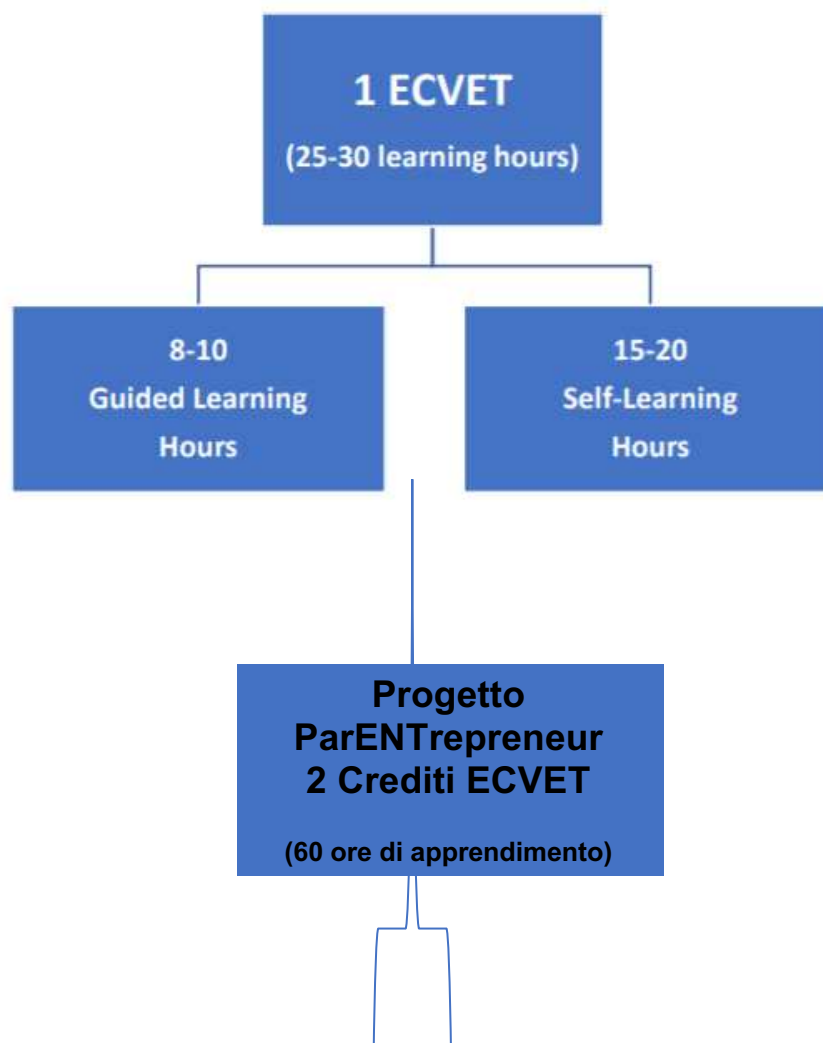 1 ECVET
(25-30 learning hours)
8-10
Guided Learning
Hours
15-20
Self-Learning
Hours
Progetto
ParENTrepreneur
2 Crediti ECVET
(60 ore di apprendimento)